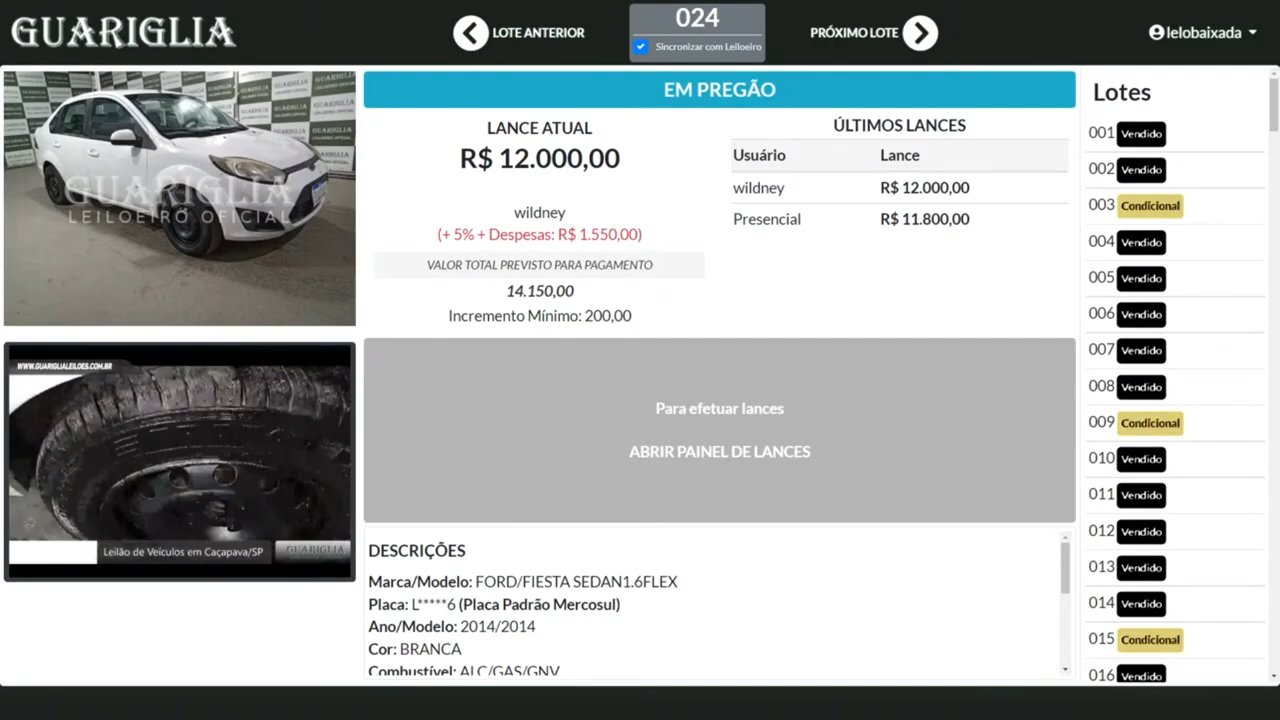 GUARIGLIA
LOTE ANTERIOR
024
Sincronizar com Leiloeiro
PRÓXIMO LOTE
lelobaixada
GUARIGLIA
LEILOEIRO OFICIAL
WWW.GUARIGLIALEILOES.COM.BR
Leilão de Veículos em Caçapava/SP
GUARIGLIA
EM PREGÃO
LANCE ATUAL
R$ 12.000,00
wildney
(+ 5% + Despesas: R$ 1.550,00)
VALOR TOTAL PREVISTO PARA PAGAMENTO
14.150,00
Incremento Mínimo: 200,00
ÚLTIMOS LANCES
Usuário Lance
wildney R$ 12.000,00
Presencial R$ 11.800,00
Para efetuar lances
ABRIR PAINEL DE LANCES
DESCRIÇÕES
Marca/Modelo: FORD/FIESTA SEDAN1.6FLEX
Placa: L*****6 (Placa Padrão Mercosul)
Ano/Modelo: 2014/2014
Cor: BRANCA
Combustível: ALC/GAS/GNV
Lotes
001 Vendido
002 Vendido
003 Condicional
004 Vendido
005 Vendido
006 Vendido
007 Vendido
008 Vendido
009 Condicional
010 Vendido
011 Vendido
012 Vendido
013 Vendido
014 Vendido
015 Condicional
016 Vendido